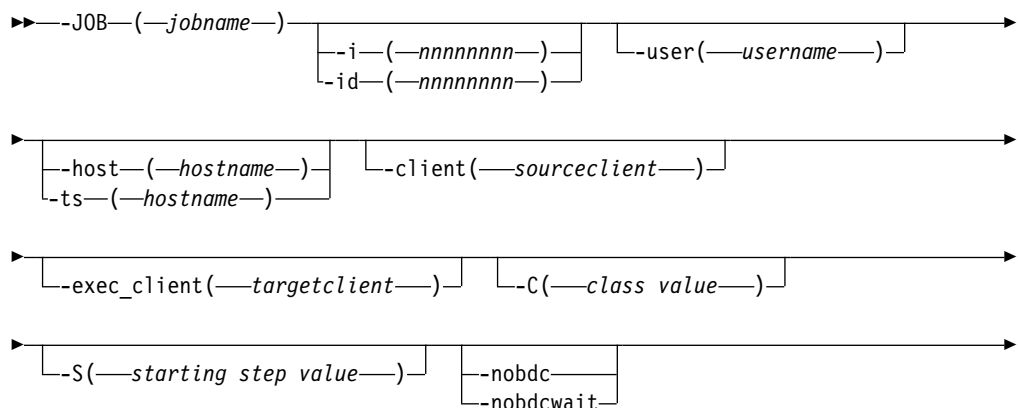 -JOB ( jobname ) -i ( nnnnnnnn ) -user( username )
-id ( nnnnnnnn )
-host ( hostname ) -client( sourceclient )
-ts ( hostname )
-exec_client( targetclient ) -C( class value )
-S( starting step value ) -nobdc
-nobdcwait